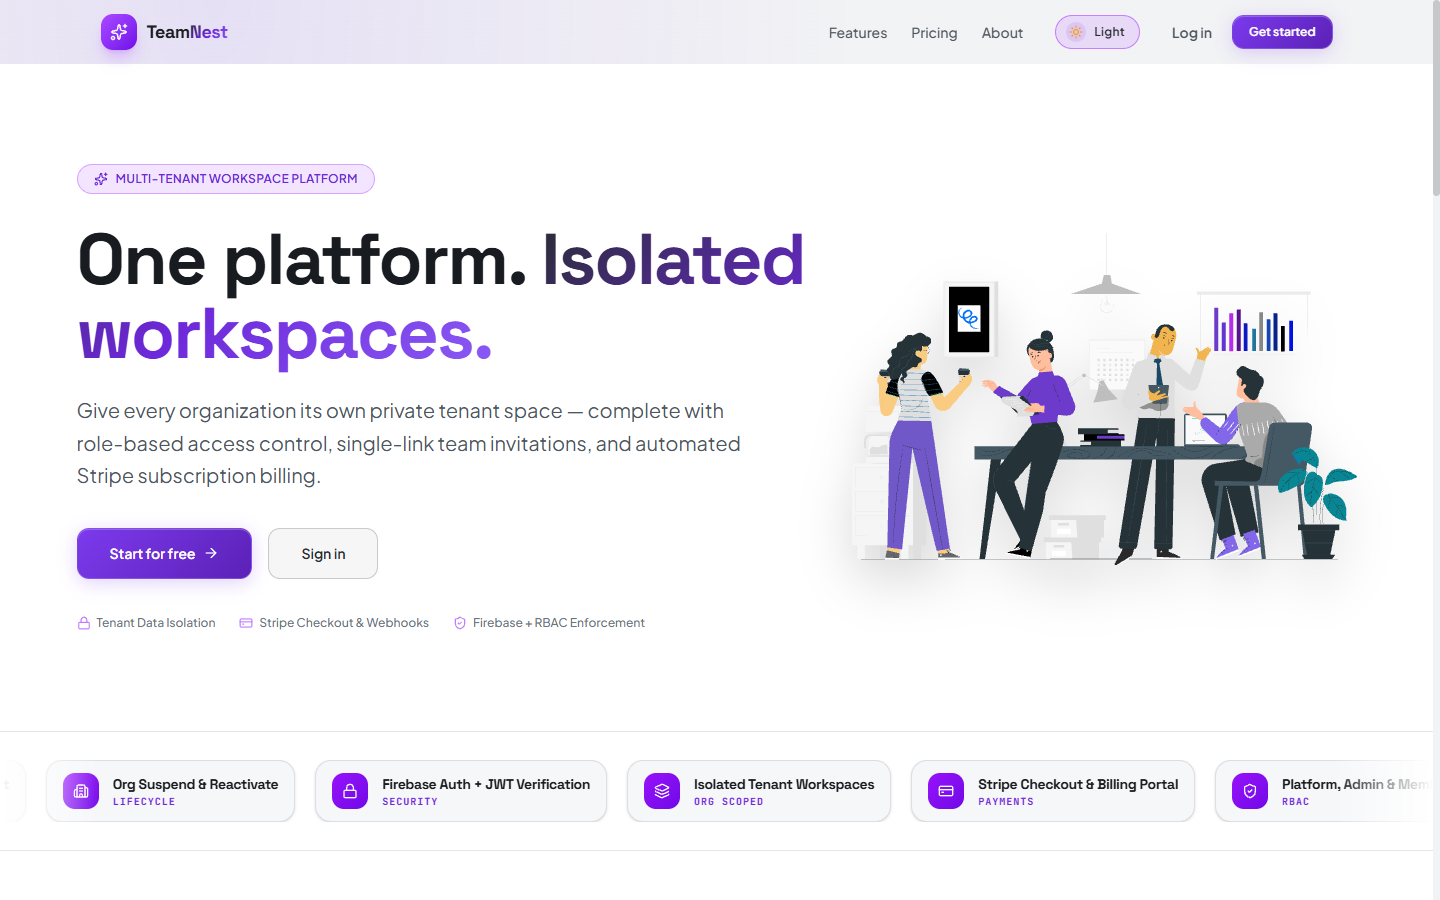 TeamNest
Features
Pricing
About
Light
Log in
Get started
MULTI-TENANT WORKSPACE PLATFORM
One platform. Isolated
workspaces.
Give every organization its own private tenant space — complete with
role-based access control, single-link team invitations, and automated
Stripe subscription billing.
Start for free →
Sign in
Tenant Data Isolation
Stripe Checkout & Webhooks
Firebase + RBAC Enforcement
Org Suspend & Reactivate
LIFECYCLE
Firebase Auth + JWT Verification
SECURITY
Isolated Tenant Workspaces
ORG SCOPED
Stripe Checkout & Billing Portal
PAYMENTS
Platform, Admin & Mem
RBAC